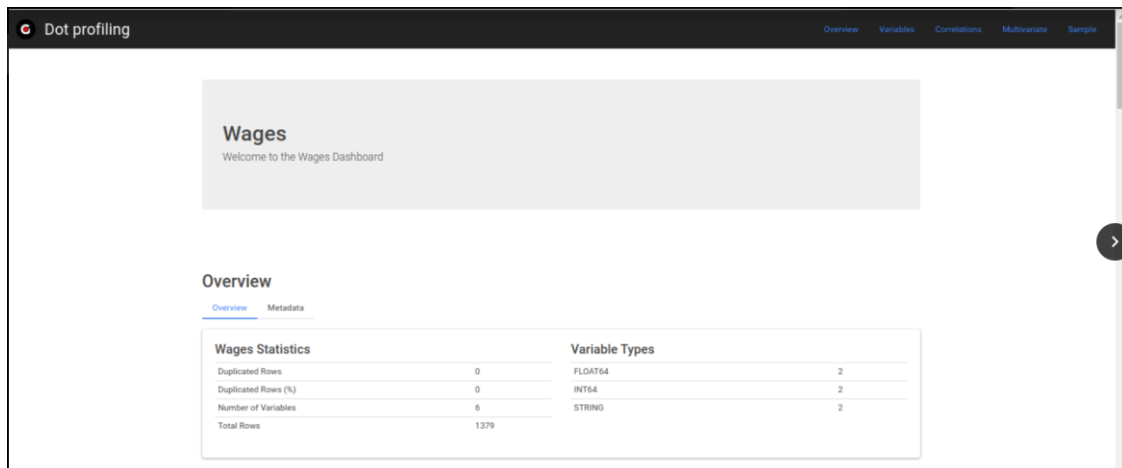 Dot profiling
Overview Variables Correlations Multivariate Sample
Wages
Welcome to the Wages Dashboard
Overview
Overview Metadata
Wages Statistics
Duplicated Rows 0
Duplicated Rows (%) 0
Number of Variables 6
Total Rows 1379
Variable Types
FLOAT64 2
INT64 2
STRING 2